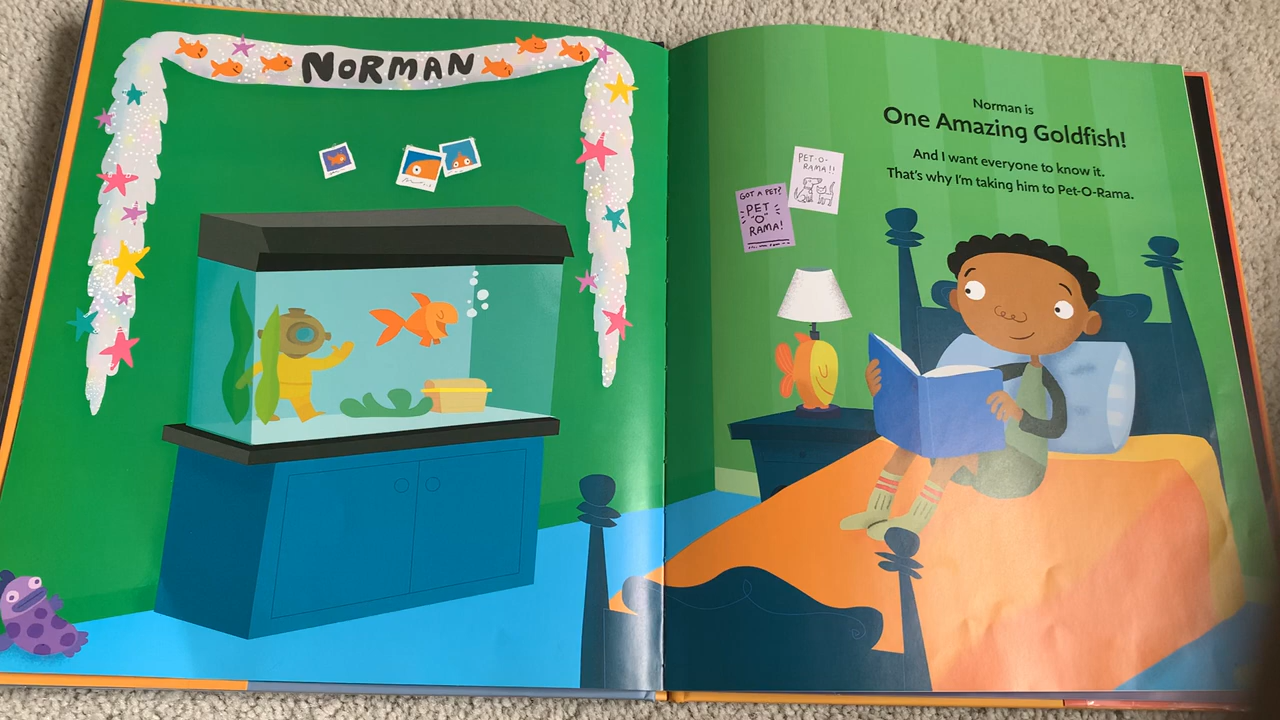 NORMAN
Norman is
One Amazing Goldfish!
And I want everyone to know it.
That's why I'm taking him to Pet-O-Rama.
PET-O-
RAMA!!
GOT A PET?
PET
"O"
RAMA!